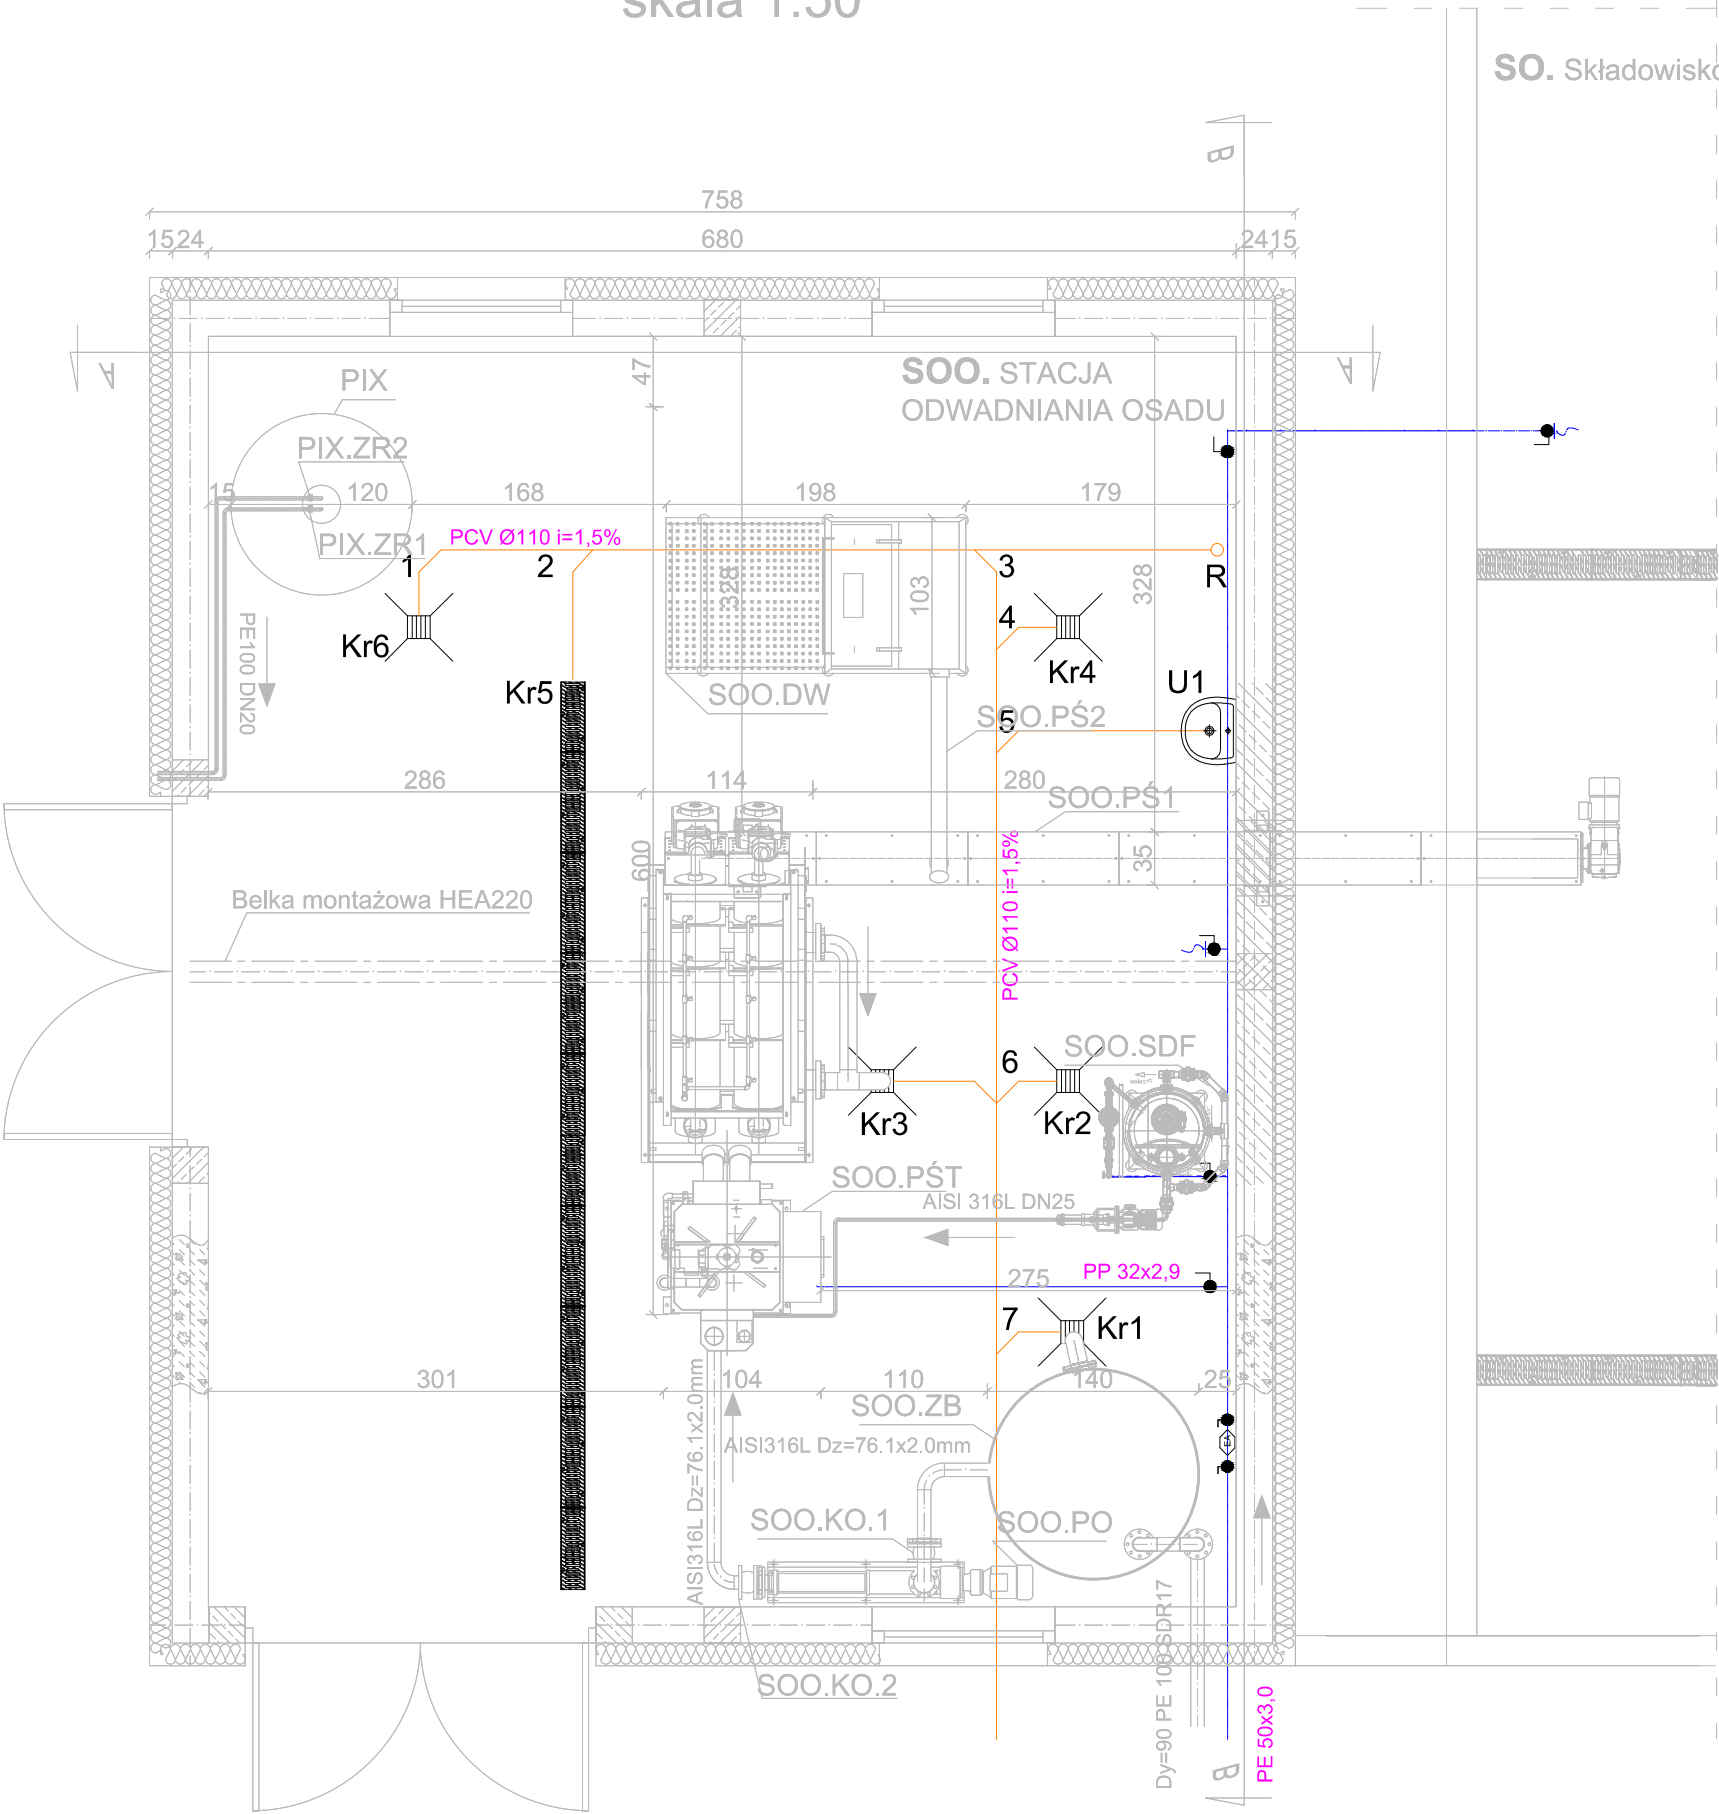 skala 1:50
SO. Składowisko
B
758
15
24
680
24
15
A
A
PIX
47
SOO. STACJA
ODWADNIANIA OSADU
PIX.ZR2
15
120
168
198
179
PIX.ZR1
PCV Ø110 i=1,5%
1
2
3
R
328
103
328
4
Kr6
Kr4
PE100 DN20
Kr5
SOO.DW
U1
SOO.PŚ2
5
286
114
280
SOO.PŚ1
600
35
PCV Ø110 i=1,5%
Belka montażowa HEA220
SOO.SDF
6
Kr3
Kr2
SOO.PŚT
AISI 316L DN25
275
PP 32x2,9
7
Kr1
301
104
110
140
25
SOO.ZB
AISI316L Dz=76.1x2.0mm
AISI316L Dz=76.1x2.0mm
EA
SOO.KO.1
SOO.PO
SOO.KO.2
Dy=90 PE 100 SDR17
PE 50x3,0
B